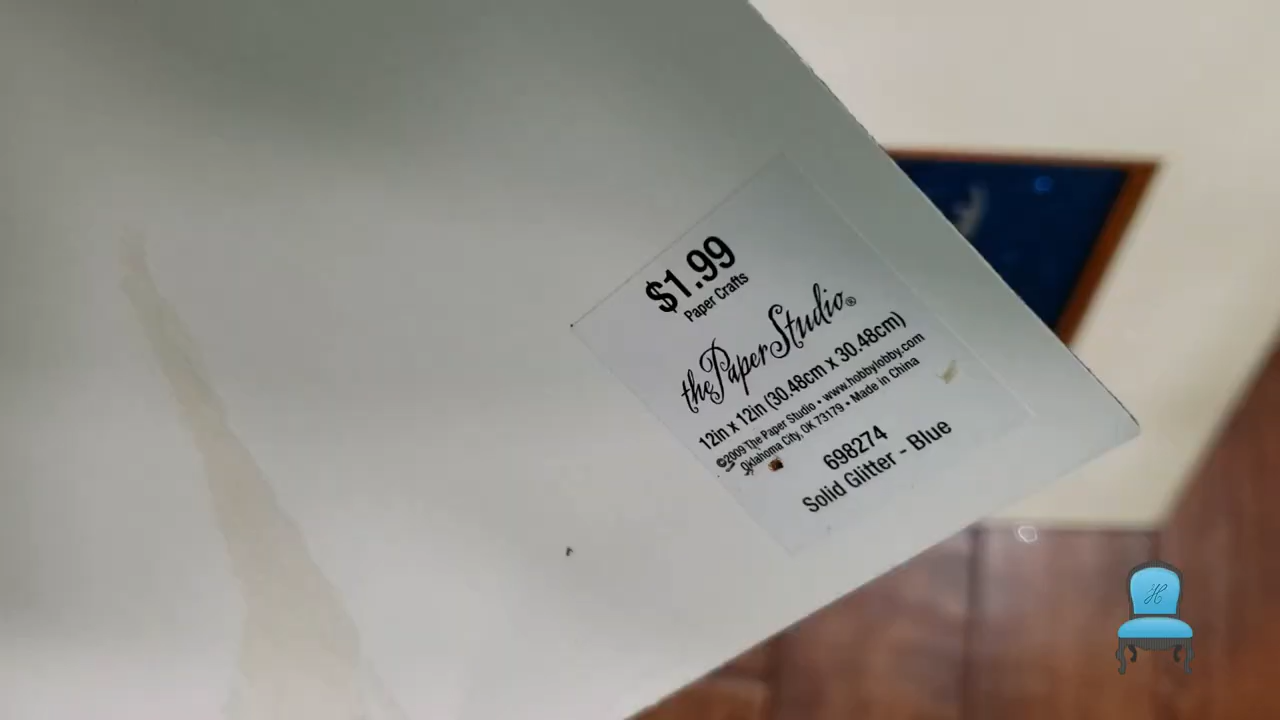 $1.99
Paper Crafts
the Paper Studio®
12in x 12in (30.48cm x 30.48cm)
©2009 The Paper Studio • www.hobbylobby.com
Oklahoma City, OK 73179 • Made in China
698274
Solid Glitter - Blue
H